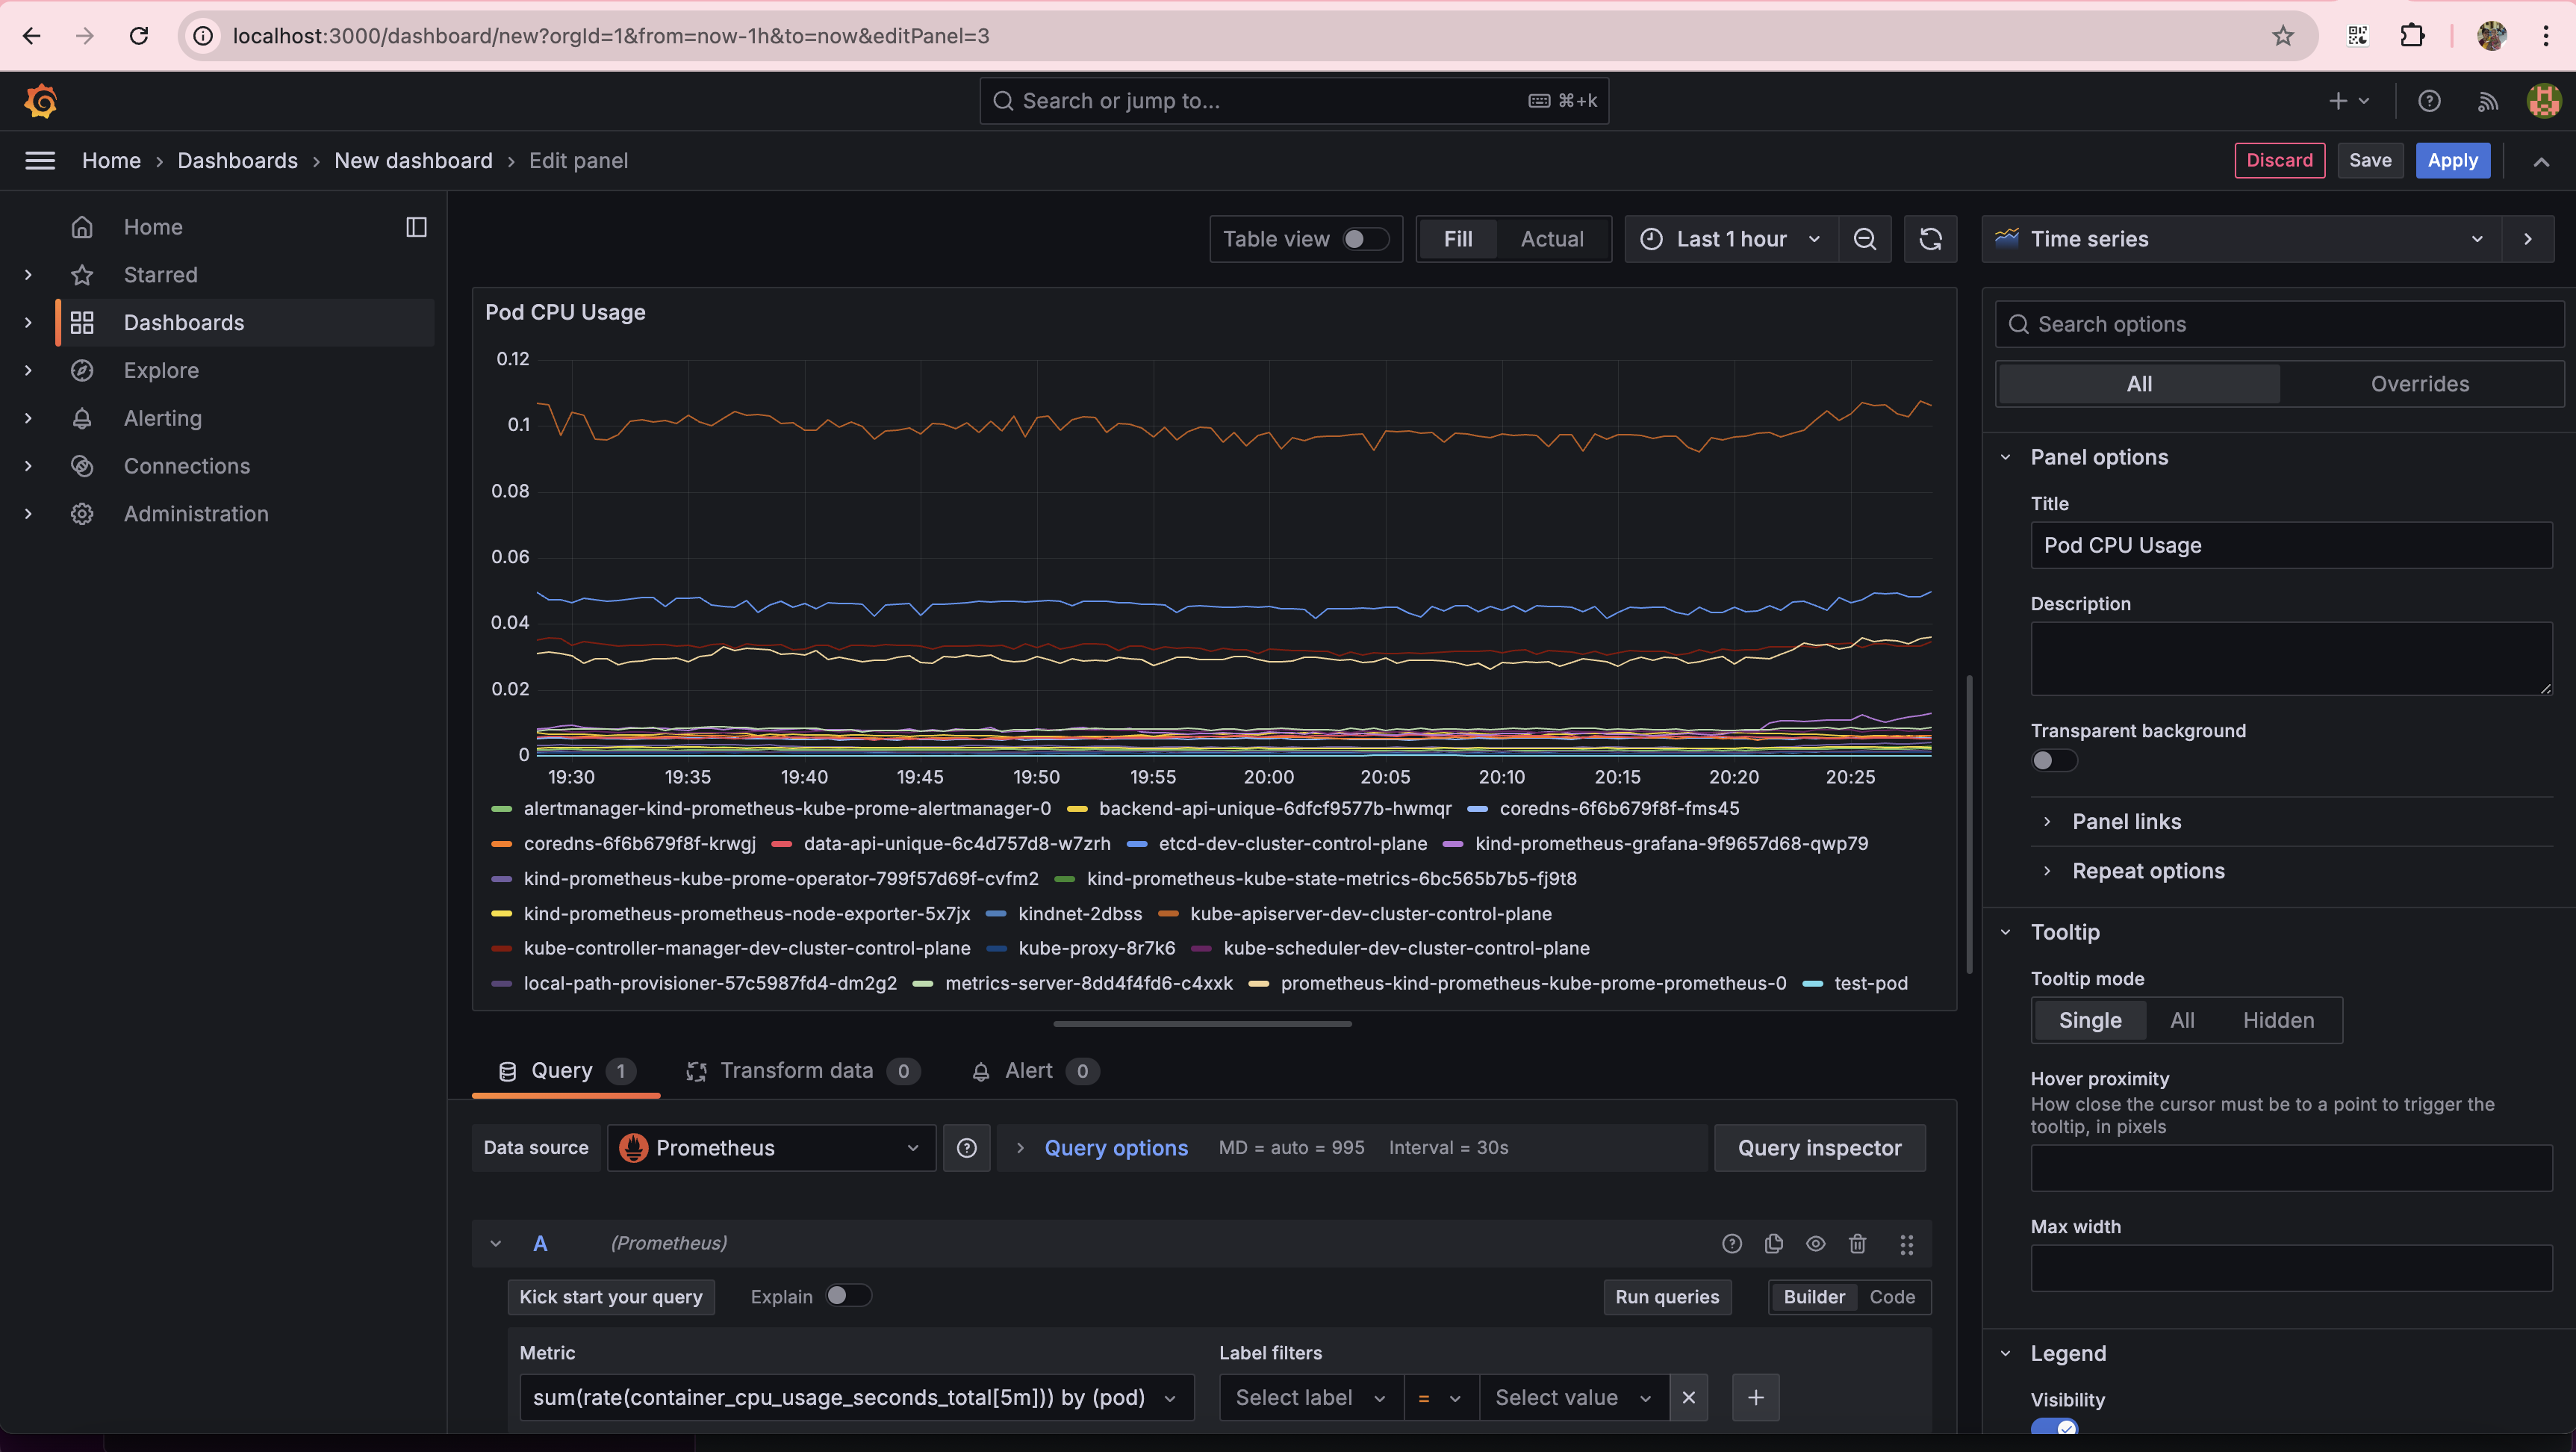 localhost:3000/dashboard/new?orgId=1&from=now-1h&to=now&editPanel=3
Search or jump to... ⌘+k
Home › Dashboards › New dashboard › Edit panel
Discard Save Apply
Home
Starred
Dashboards
Explore
Alerting
Connections
Administration
Table view Fill Actual Last 1 hour
Time series
Pod CPU Usage
0.12
0.1
0.08
0.06
0.04
0.02
0
19:30 19:35 19:40 19:45 19:50 19:55 20:00 20:05 20:10 20:15 20:20 20:25
alertmanager-kind-prometheus-kube-prome-alertmanager-0 backend-api-unique-6dfcf9577b-hwmqr coredns-6f6b679f8f-fms45
coredns-6f6b679f8f-krwgj data-api-unique-6c4d757d8-w7zrh etcd-dev-cluster-control-plane kind-prometheus-grafana-9f9657d68-qwp79
kind-prometheus-kube-prome-operator-799f57d69f-cvfm2 kind-prometheus-kube-state-metrics-6bc565b7b5-fj9t8
kind-prometheus-prometheus-node-exporter-5x7jx kindnet-2dbss kube-apiserver-dev-cluster-control-plane
kube-controller-manager-dev-cluster-control-plane kube-proxy-8r7k6 kube-scheduler-dev-cluster-control-plane
local-path-provisioner-57c5987fd4-dm2g2 metrics-server-8dd4f4fd6-c4xxk prometheus-kind-prometheus-kube-prome-prometheus-0 test-pod
Query 1 Transform data 0 Alert 0
Data source Prometheus Query options MD = auto = 995 Interval = 30s Query inspector
A (Prometheus)
Kick start your query Explain Run queries Builder Code
Metric Label filters
sum(rate(container_cpu_usage_seconds_total[5m])) by (pod) Select label = Select value
Search options
All Overrides
Panel options
Title
Pod CPU Usage
Description
Transparent background
Panel links
Repeat options
Tooltip
Tooltip mode
Single All Hidden
Hover proximity
How close the cursor must be to a point to trigger the
tooltip, in pixels
Max width
Legend
Visibility